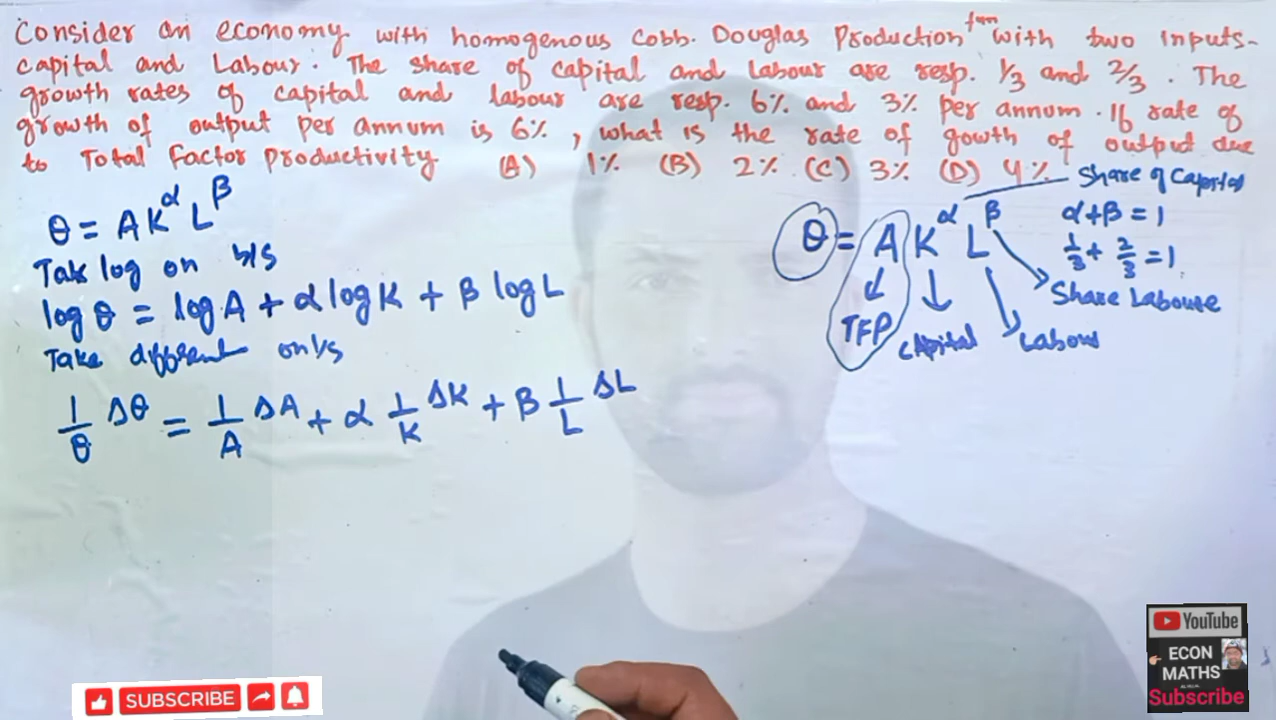 Consider an economy with homogenous Cobb. Douglas Production fun with two inputs-
capital and Labour. The share of capital and labour are resp. 1/3 and 2/3. The
growth rates of capital and labour are resp. 6% and 3% per annum. If rate of
growth of output per annum is 6%, what is the rate of gowth of output due
to Total Factor Productivity (A) 1% (B) 2% (C) 3% (D) 4%
θ = A K^α L^β
Take log on b/s
log θ = log A + α log K + β log L
Take on b/s
1/θ Δθ = 1/A ΔA + α 1/K ΔK + β 1/L ΔL
Share of Capital
θ = A K^α L^β
α+β = 1
1/3 + 2/3 = 1
Share Laboure
TFP
Capital
Labour
SUBSCRIBE
YouTube
ECON
MATHS
Subscribe